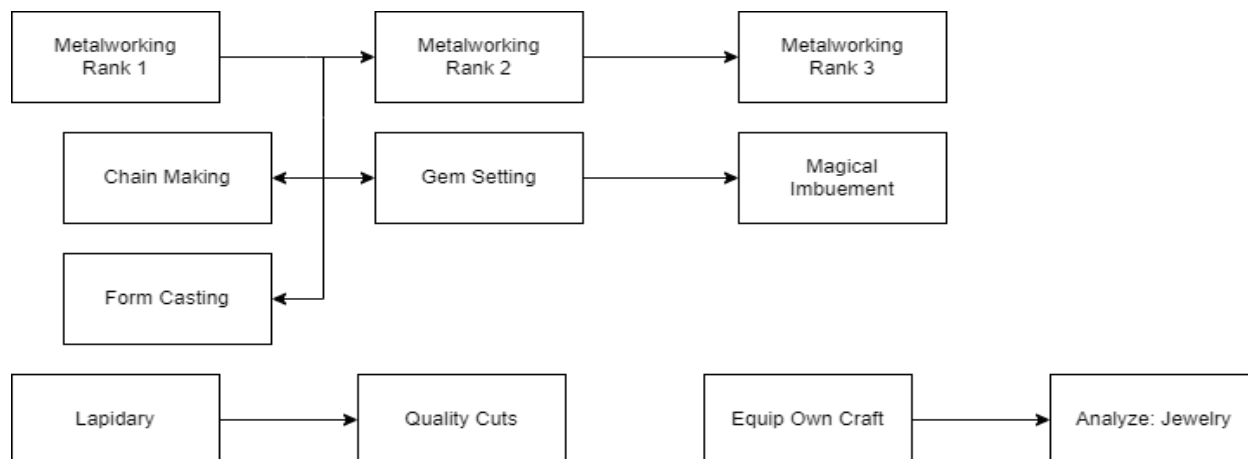 Metalworking
Rank 1
Metalworking
Rank 2
Metalworking
Rank 3
Chain Making
Gem Setting
Magical
Imbuement
Form Casting
Lapidary
Quality Cuts
Equip Own Craft
Analyze: Jewelry